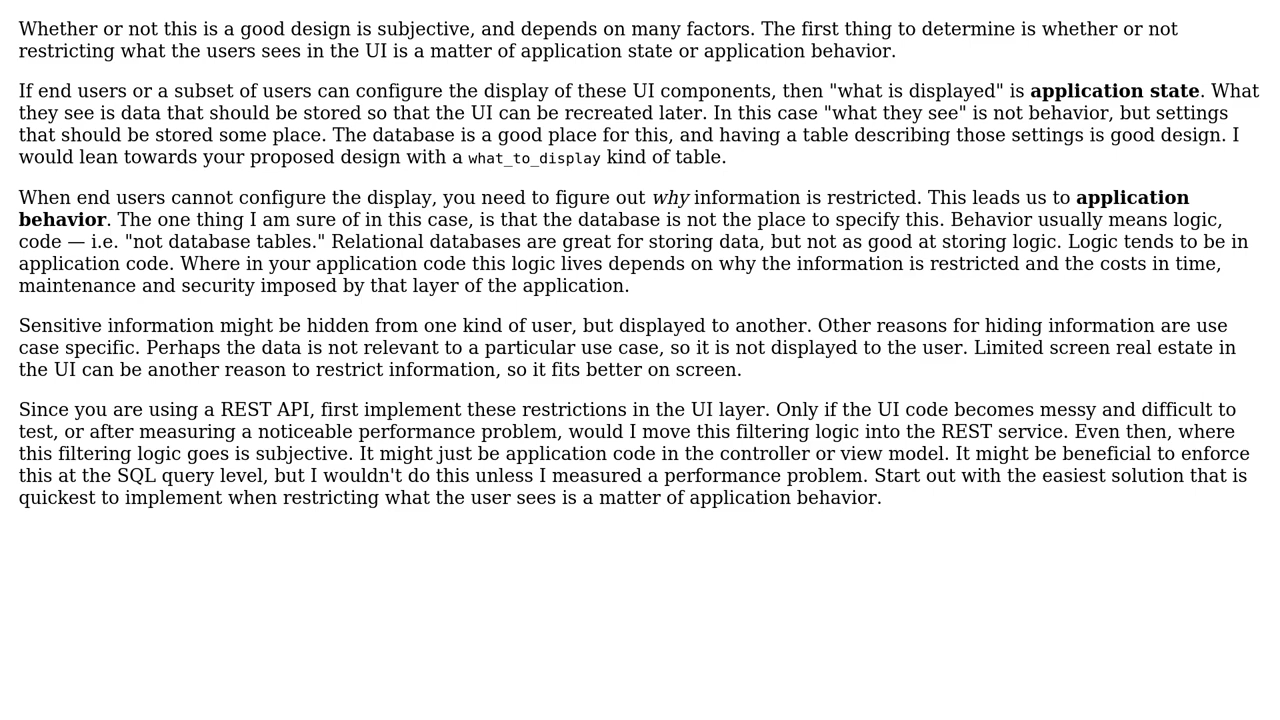 Whether or not this is a good design is subjective, and depends on many factors. The first thing to determine is whether or not
restricting what the users sees in the UI is a matter of application state or application behavior.
If end users or a subset of users can configure the display of these UI components, then "what is displayed" is application state. What
they see is data that should be stored so that the UI can be recreated later. In this case "what they see" is not behavior, but settings
that should be stored some place. The database is a good place for this, and having a table describing those settings is good design. I
would lean towards your proposed design with a what_to_display kind of table.
When end users cannot configure the display, you need to figure out why information is restricted. This leads us to application
behavior. The one thing I am sure of in this case, is that the database is not the place to specify this. Behavior usually means logic,
code — i.e. "not database tables." Relational databases are great for storing data, but not as good at storing logic. Logic tends to be in
application code. Where in your application code this logic lives depends on why the information is restricted and the costs in time,
maintenance and security imposed by that layer of the application.
Sensitive information might be hidden from one kind of user, but displayed to another. Other reasons for hiding information are use
case specific. Perhaps the data is not relevant to a particular use case, so it is not displayed to the user. Limited screen real estate in
the UI can be another reason to restrict information, so it fits better on screen.
Since you are using a REST API, first implement these restrictions in the UI layer. Only if the UI code becomes messy and difficult to
test, or after measuring a noticeable performance problem, would I move this filtering logic into the REST service. Even then, where
this filtering logic goes is subjective. It might just be application code in the controller or view model. It might be beneficial to enforce
this at the SQL query level, but I wouldn't do this unless I measured a performance problem. Start out with the easiest solution that is
quickest to implement when restricting what the user sees is a matter of application behavior.